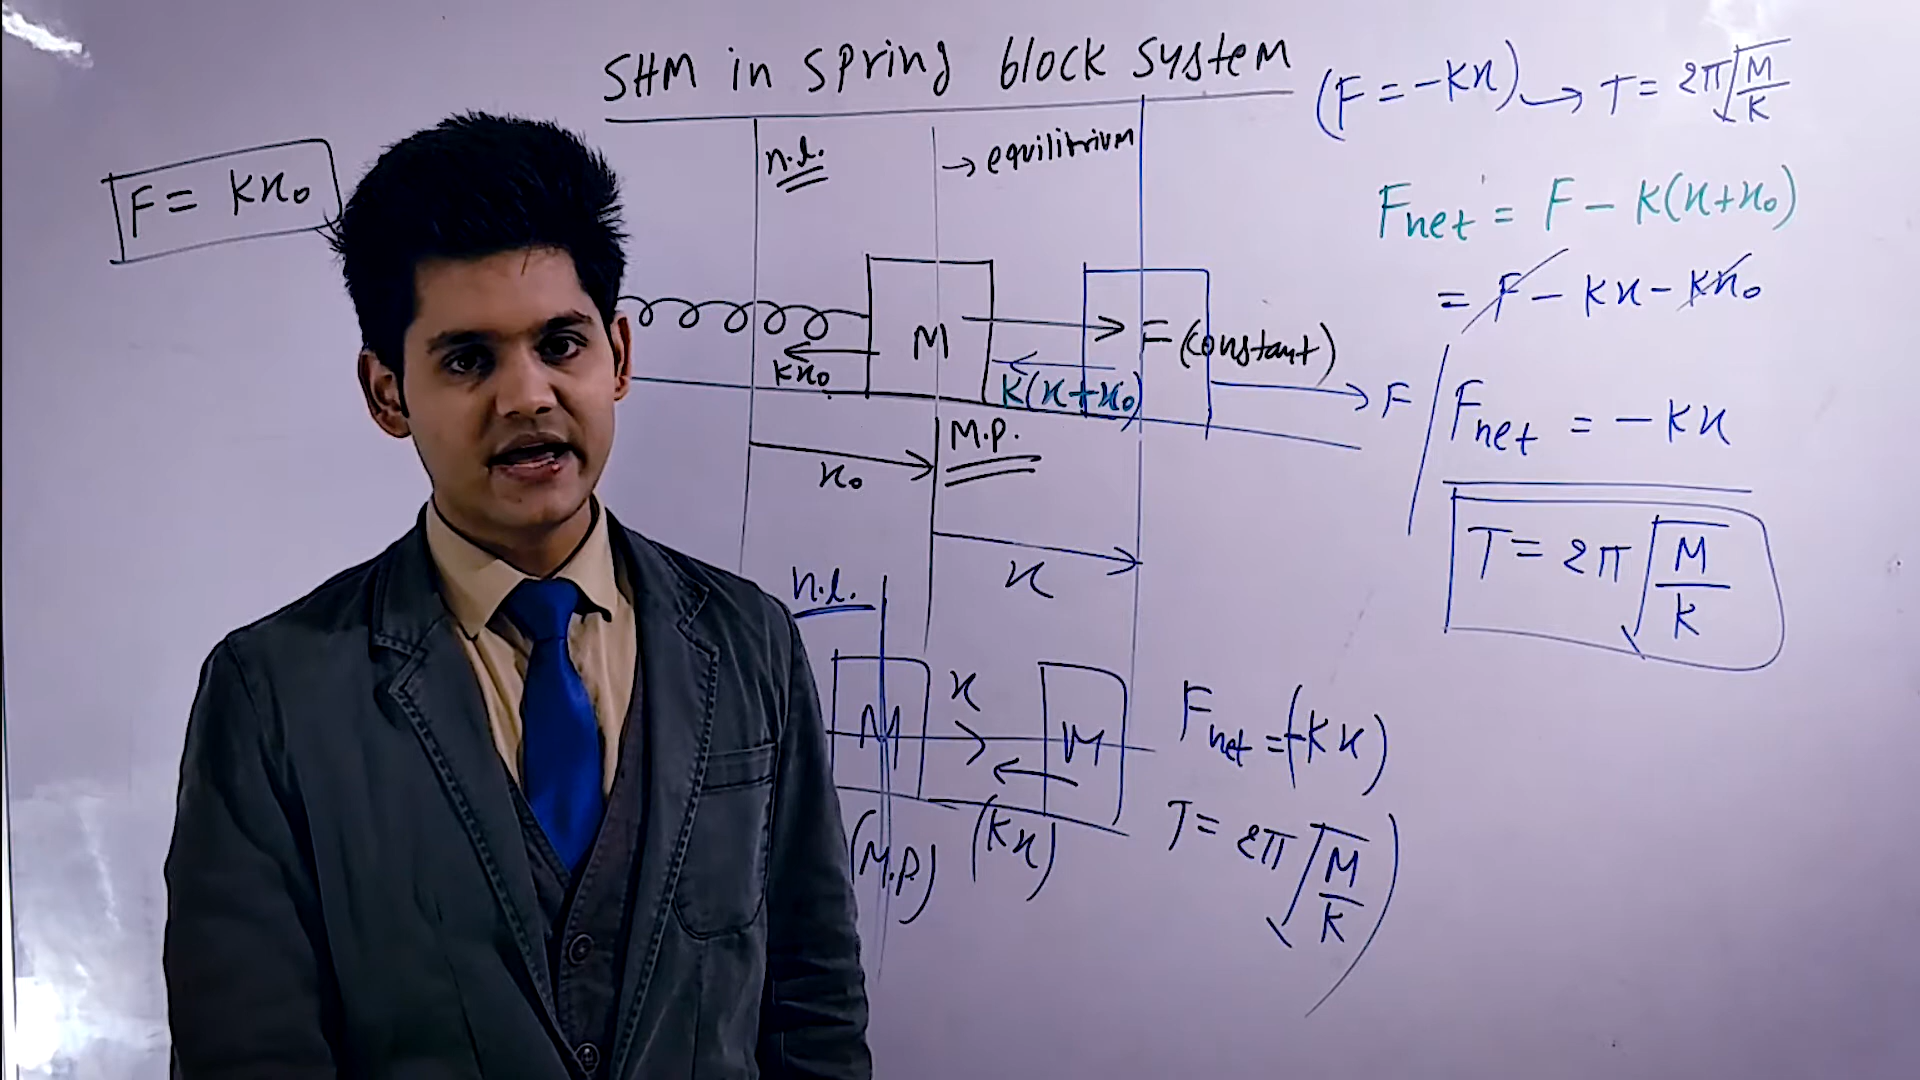 SHM in spring block system
(F = -Kx) → T = 2π√(M/K)
F = Kx₀
n.l.
→ equilitrium
Fnet = F - K(x+x₀)
= F - Kx - Kx₀
M
F (constant)
Kx₀
K(x+x₀)
F
Fnet = -Kx
M.P.
x₀
x
T = 2π√(M/K)
n.l.
M
x
M
Fnet = (-Kx)
(M.P)
(Kx)
T = 2π√(M/K)